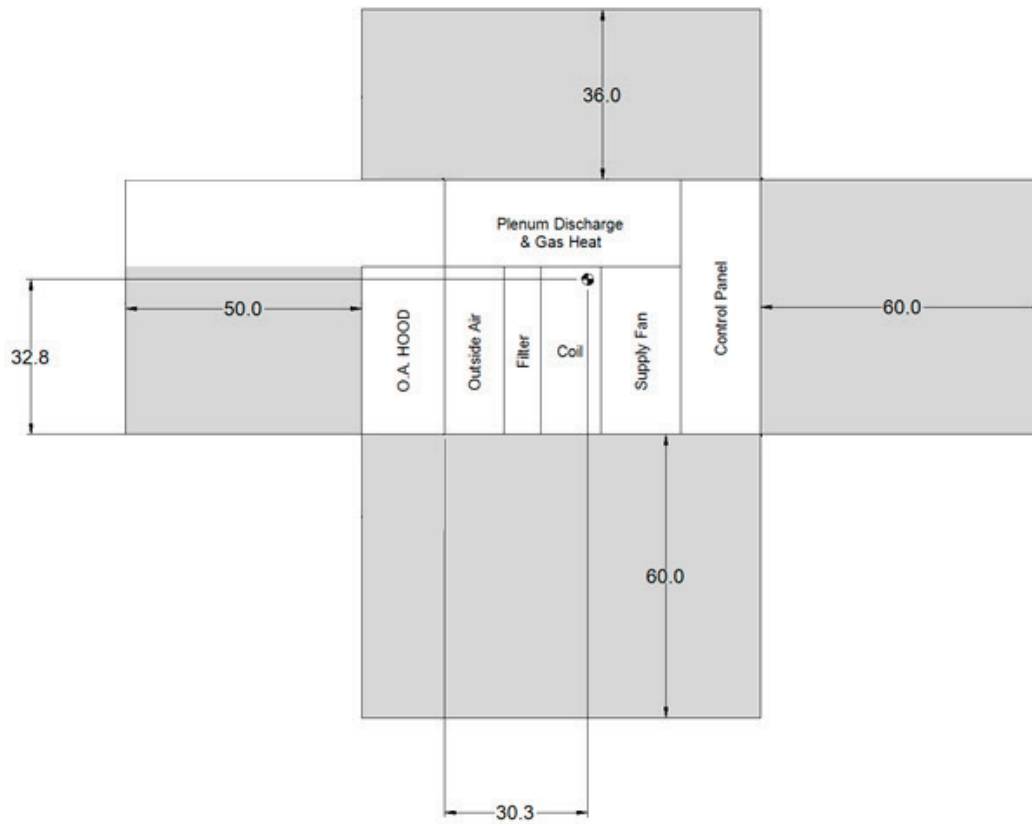 36.0
Plenum Discharge
& Gas Heat
Control Panel
50.0
60.0
32.8
O.A. HOOD
Outside Air
Filter
Coil
Supply Fan
60.0
30.3